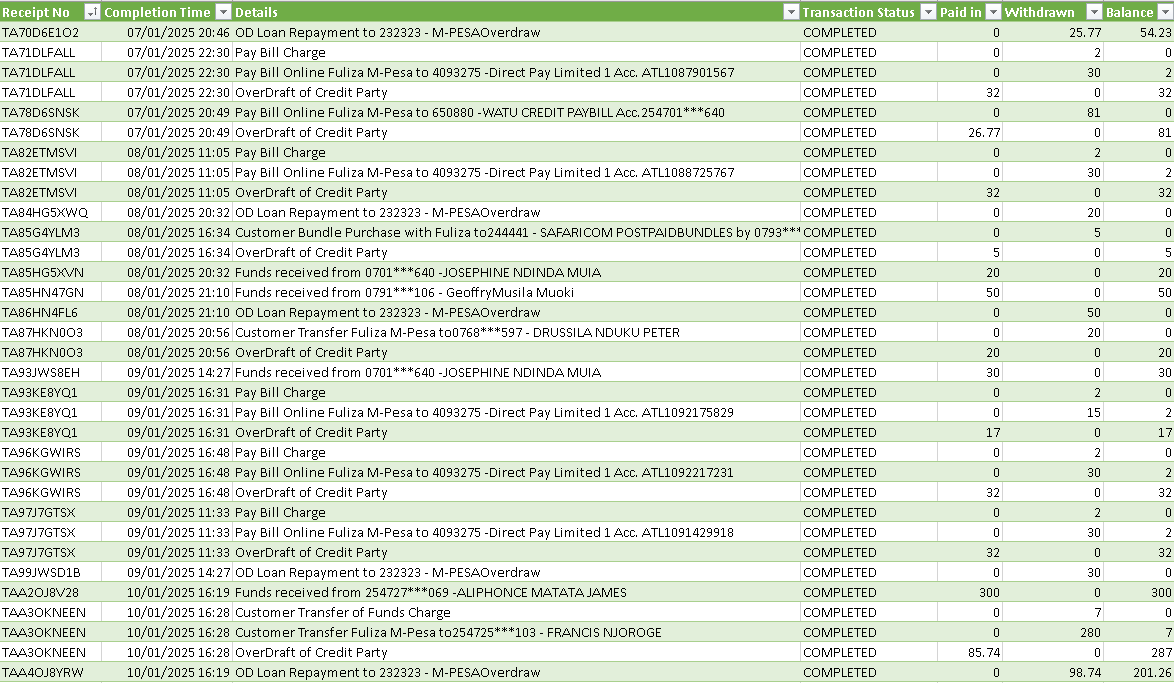 Receipt No Completion Time Details Transaction Status Paid in Withdrawn Balance
TA70D6E1O2 07/01/2025 20:46 OD Loan Repayment to 232323 - M-PESAOverdraw COMPLETED 0 25.77 54.23
TA71DLFALL 07/01/2025 22:30 Pay Bill Charge COMPLETED 0 2 0
TA71DLFALL 07/01/2025 22:30 Pay Bill Online Fuliza M-Pesa to 4093275 -Direct Pay Limited 1 Acc. ATL1087901567 COMPLETED 0 30 2
TA71DLFALL 07/01/2025 22:30 OverDraft of Credit Party COMPLETED 32 0 32
TA78D6SNSK 07/01/2025 20:49 Pay Bill Online Fuliza M-Pesa to 650880 -WATU CREDIT PAYBILL Acc.254701***640 COMPLETED 0 81 0
TA78D6SNSK 07/01/2025 20:49 OverDraft of Credit Party COMPLETED 26.77 0 81
TA82ETMSVI 08/01/2025 11:05 Pay Bill Charge COMPLETED 0 2 0
TA82ETMSVI 08/01/2025 11:05 Pay Bill Online Fuliza M-Pesa to 4093275 -Direct Pay Limited 1 Acc. ATL1088725767 COMPLETED 0 30 2
TA82ETMSVI 08/01/2025 11:05 OverDraft of Credit Party COMPLETED 32 0 32
TA84HG5XWQ 08/01/2025 20:32 OD Loan Repayment to 232323 - M-PESAOverdraw COMPLETED 0 20 0
TA85G4YLM3 08/01/2025 16:34 Customer Bundle Purchase with Fuliza to244441 - SAFARICOM POSTPAIDBUNDLES by 0793*** COMPLETED 0 5 0
TA85G4YLM3 08/01/2025 16:34 OverDraft of Credit Party COMPLETED 5 0 5
TA85HG5XVN 08/01/2025 20:32 Funds received from 0701***640 -JOSEPHINE NDINDA MUIA COMPLETED 20 0 20
TA85HN47GN 08/01/2025 21:10 Funds received from 0791***106 - GeoffryMusila Muoki COMPLETED 50 0 50
TA86HN4FL6 08/01/2025 21:10 OD Loan Repayment to 232323 - M-PESAOverdraw COMPLETED 0 50 0
TA87HKN0O3 08/01/2025 20:56 Customer Transfer Fuliza M-Pesa to0768***597 - DRUSSILA NDUKU PETER COMPLETED 0 20 0
TA87HKN0O3 08/01/2025 20:56 OverDraft of Credit Party COMPLETED 20 0 20
TA93JWS8EH 09/01/2025 14:27 Funds received from 0701***640 -JOSEPHINE NDINDA MUIA COMPLETED 30 0 30
TA93KE8YQ1 09/01/2025 16:31 Pay Bill Charge COMPLETED 0 2 0
TA93KE8YQ1 09/01/2025 16:31 Pay Bill Online Fuliza M-Pesa to 4093275 -Direct Pay Limited 1 Acc. ATL1092175829 COMPLETED 0 15 2
TA93KE8YQ1 09/01/2025 16:31 OverDraft of Credit Party COMPLETED 17 0 17
TA96KGWIRS 09/01/2025 16:48 Pay Bill Charge COMPLETED 0 2 0
TA96KGWIRS 09/01/2025 16:48 Pay Bill Online Fuliza M-Pesa to 4093275 -Direct Pay Limited 1 Acc. ATL1092217231 COMPLETED 0 30 2
TA96KGWIRS 09/01/2025 16:48 OverDraft of Credit Party COMPLETED 32 0 32
TA97J7GTSX 09/01/2025 11:33 Pay Bill Charge COMPLETED 0 2 0
TA97J7GTSX 09/01/2025 11:33 Pay Bill Online Fuliza M-Pesa to 4093275 -Direct Pay Limited 1 Acc. ATL1091429918 COMPLETED 0 30 2
TA97J7GTSX 09/01/2025 11:33 OverDraft of Credit Party COMPLETED 32 0 32
TA99JWSD1B 09/01/2025 14:27 OD Loan Repayment to 232323 - M-PESAOverdraw COMPLETED 0 30 0
TAA2OJ8V28 10/01/2025 16:19 Funds received from 254727***069 -ALIPHONCE MATATA JAMES COMPLETED 300 0 300
TAA3OKNEEN 10/01/2025 16:28 Customer Transfer of Funds Charge COMPLETED 0 7 0
TAA3OKNEEN 10/01/2025 16:28 Customer Transfer Fuliza M-Pesa to254725***103 - FRANCIS NJOROGE COMPLETED 0 280 7
TAA3OKNEEN 10/01/2025 16:28 OverDraft of Credit Party COMPLETED 85.74 0 287
TAA4OJ8YRW 10/01/2025 16:19 OD Loan Repayment to 232323 - M-PESAOverdraw COMPLETED 0 98.74 201.26